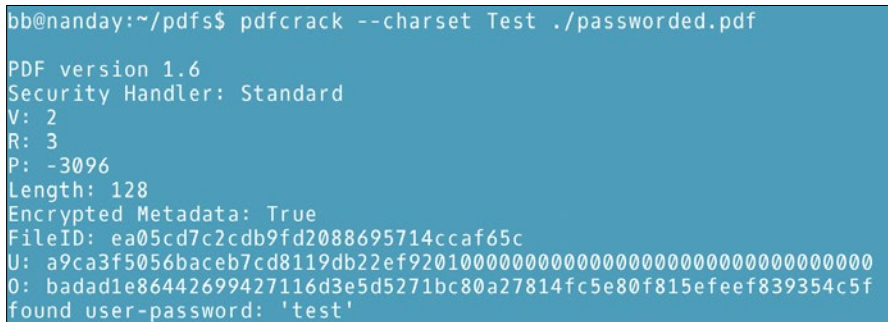 bb@nanday:~/pdfs$ pdfcrack --charset Test ./passworded.pdf
PDF version 1.6
Security Handler: Standard
V: 2
R: 3
P: -3096
Length: 128
Encrypted Metadata: True
FileID: ea05cd7c2cdb9fd2088695714ccaf65c
U: a9ca3f5056baceb7cd8119db22ef920100000000000000000000000000000000
O: badad1e86442699427116d3e5d5271bc80a27814fc5e80f815efeef839354c5f
found user-password: 'test'